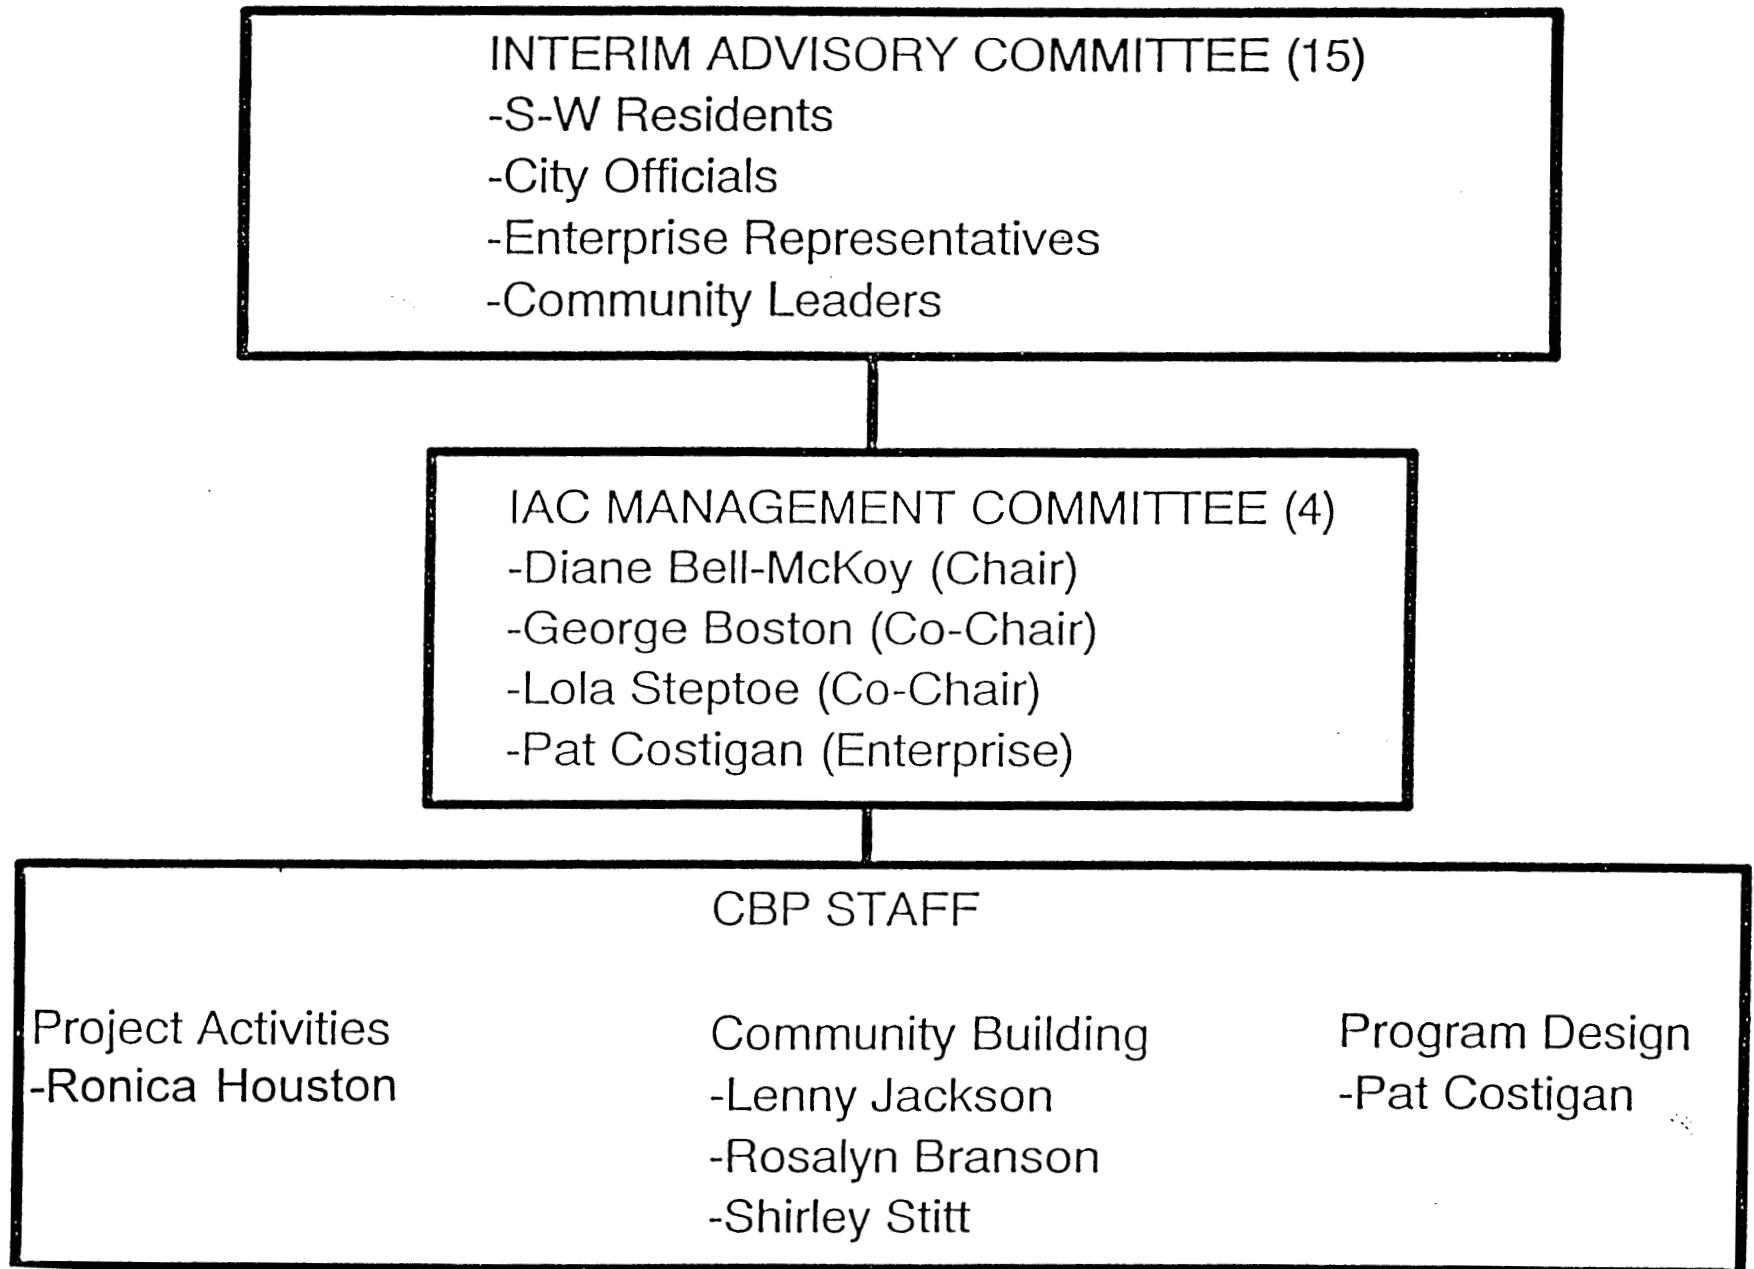 INTERIM ADVISORY COMMITTEE (15)
-S-W Residents
-City Officials
-Enterprise Representatives
-Community Leaders
IAC MANAGEMENT COMMITTEE (4)
-Diane Bell-McKoy (Chair)
-George Boston (Co-Chair)
-Lola Steptoe (Co-Chair)
-Pat Costigan (Enterprise)
CBP STAFF
Project Activities
-Ronica Houston
Community Building
-Lenny Jackson
-Rosalyn Branson
-Shirley Stitt
Program Design
-Pat Costigan